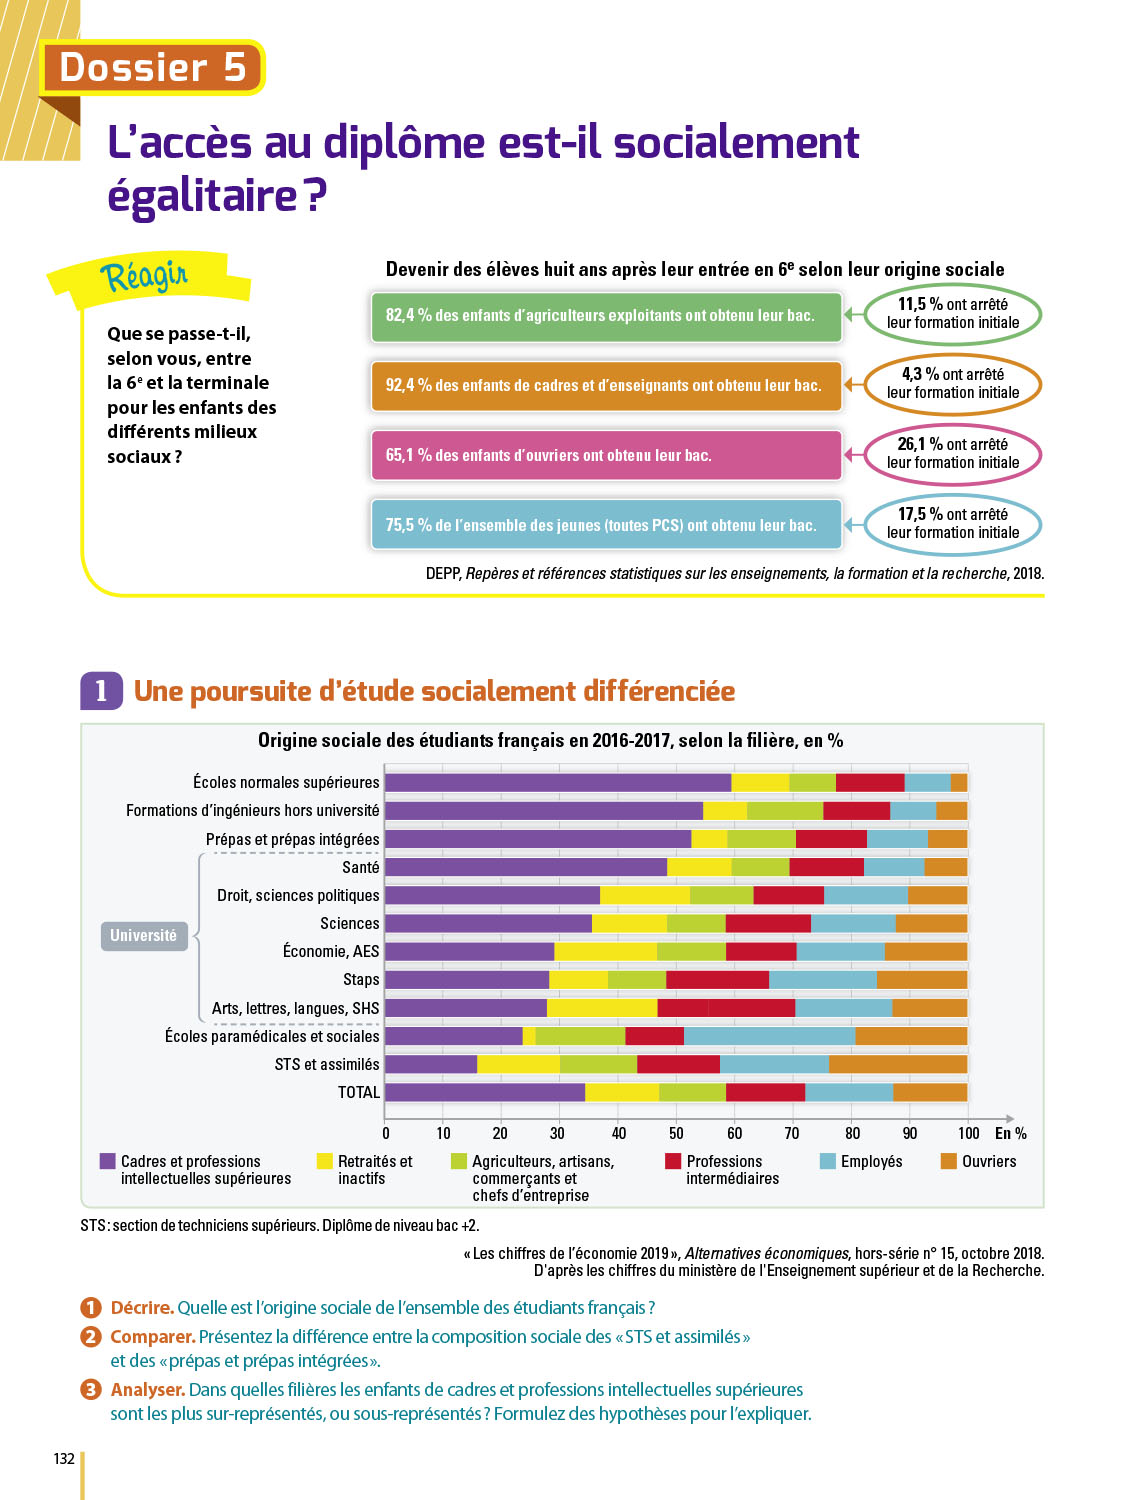 Dossier 5
L'accès au diplôme est-il socialement
égalitaire ?
Réagir
Que se passe-t-il,
selon vous, entre
la 6e et la terminale
pour les enfants des
différents milieux
sociaux ?
Devenir des élèves huit ans après leur entrée en 6e selon leur origine sociale
82,4 % des enfants d'agriculteurs exploitants ont obtenu leur bac.
11,5 % ont arrêté
leur formation initiale
92,4 % des enfants de cadres et d'enseignants ont obtenu leur bac.
4,3 % ont arrêté
leur formation initiale
65,1 % des enfants d'ouvriers ont obtenu leur bac.
26,1 % ont arrêté
leur formation initiale
75,5 % de l'ensemble des jeunes (toutes PCS) ont obtenu leur bac.
17,5 % ont arrêté
leur formation initiale
DEPP, Repères et références statistiques sur les enseignements, la formation et la recherche, 2018.
1 Une poursuite d'étude socialement différenciée
Origine sociale des étudiants français en 2016-2017, selon la filière, en %
Écoles normales supérieures
Formations d'ingénieurs hors université
Prépas et prépas intégrées
Santé
Droit, sciences politiques
Sciences
Université
Économie, AES
Staps
Arts, lettres, langues, SHS
Écoles paramédicales et sociales
STS et assimilés
TOTAL
0 10 20 30 40 50 60 70 80 90 100 En %
Cadres et professions
intellectuelles supérieures
Retraités et
inactifs
Agriculteurs, artisans,
commerçants et
chefs d'entreprise
Professions
intermédiaires
Employés
Ouvriers
STS : section de techniciens supérieurs. Diplôme de niveau bac +2.
« Les chiffres de l'économie 2019 », Alternatives économiques, hors-série n° 15, octobre 2018.
D'après les chiffres du ministère de l'Enseignement supérieur et de la Recherche.
1 Décrire. Quelle est l'origine sociale de l'ensemble des étudiants français ?
2 Comparer. Présentez la différence entre la composition sociale des « STS et assimilés »
et des « prépas et prépas intégrées ».
3 Analyser. Dans quelles filières les enfants de cadres et professions intellectuelles supérieures
sont les plus sur-représentés, ou sous-représentés ? Formulez des hypothèses pour l'expliquer.
132